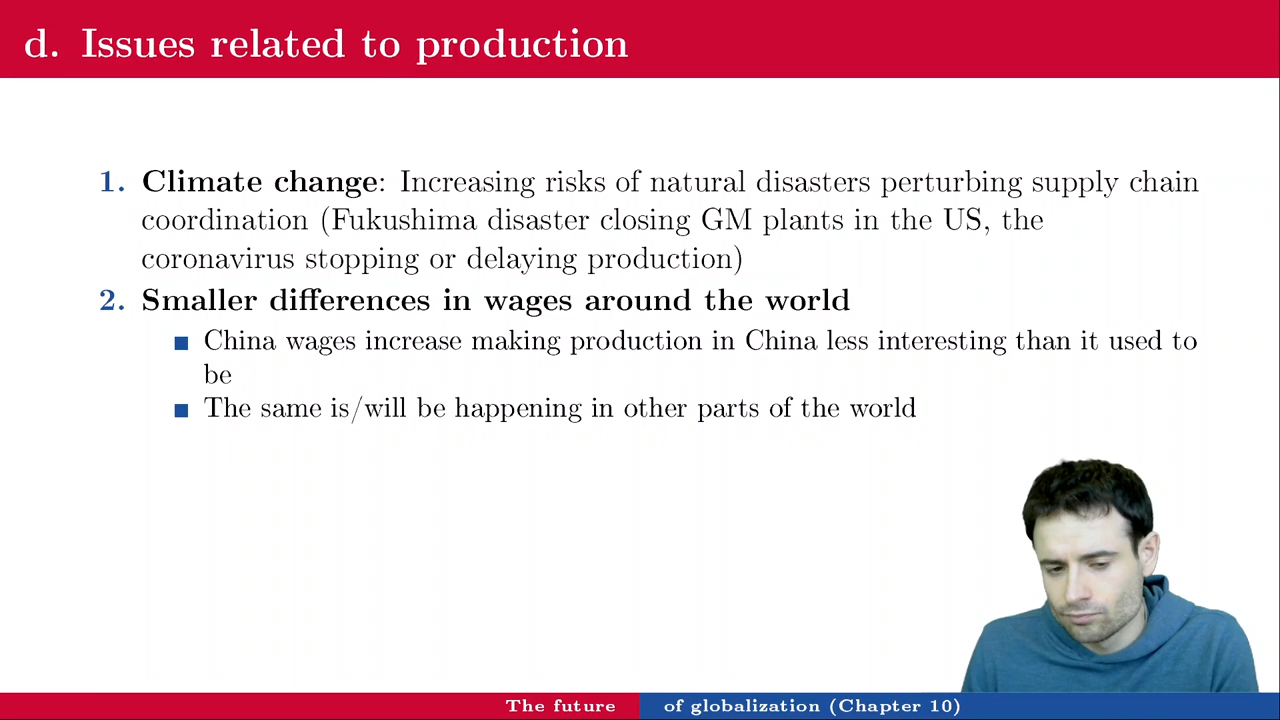 d. Issues related to production
1. Climate change: Increasing risks of natural disasters perturbing supply chain
coordination (Fukushima disaster closing GM plants in the US, the
coronavirus stopping or delaying production)
2. Smaller differences in wages around the world
■ China wages increase making production in China less interesting than it used to
be
■ The same is/will be happening in other parts of the world
The future of globalization (Chapter 10)